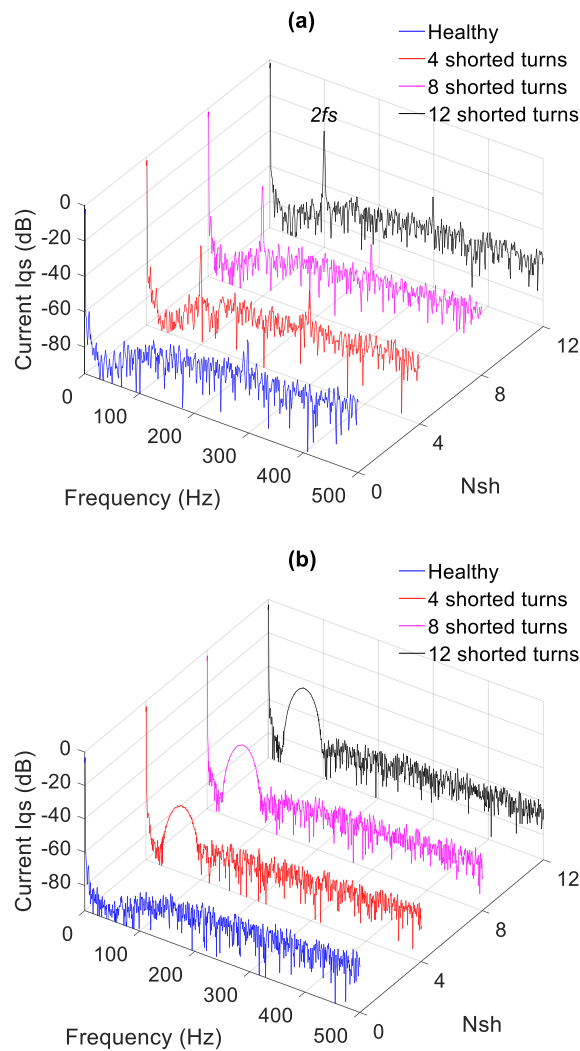 (a)
Healthy
4 shorted turns
8 shorted turns
12 shorted turns
2fs
0
-20
-40
-60
-80
Current Iqs (dB)
0
100
200
300
400
500
Frequency (Hz)
0
4
8
12
Nsh
(b)
Healthy
4 shorted turns
8 shorted turns
12 shorted turns
0
-20
-40
-60
-80
Current Iqs (dB)
0
100
200
300
400
500
Frequency (Hz)
0
4
8
12
Nsh